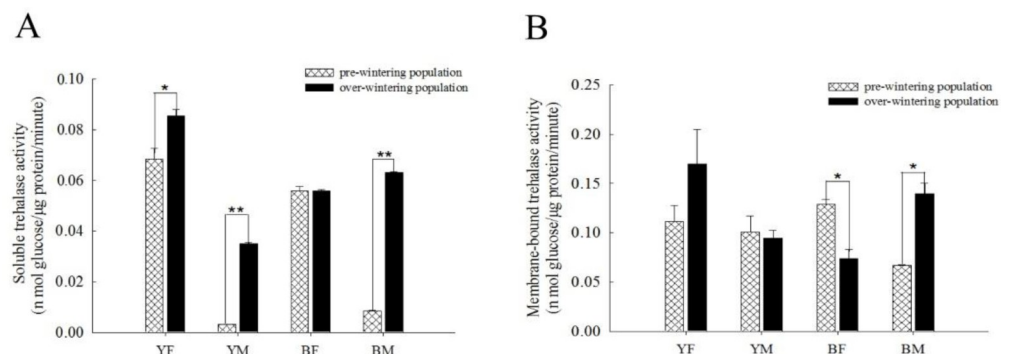 A
B
pre-wintering population
over-wintering population
Soluble trehalase activity
(n mol glucose/μg protein/minute)
0.10
0.08
0.06
0.04
0.02
0.00
*
**
**
YF YM BF BM
pre-wintering population
over-wintering population
Membrane-bound trehalase activity
(n mol glucose/μg protein/minute)
0.25
0.20
0.15
0.10
0.05
0.00
*
*
YF YM BF BM